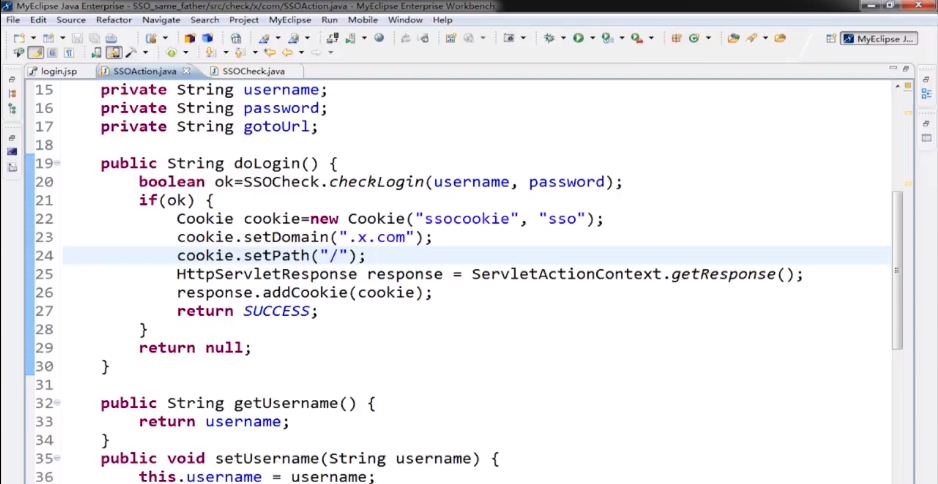 MyEclipse Java Enterprise - SSO_same_father/src/check/x/com/SSOAction.java - MyEclipse Enterprise Workbench
File Edit Source Refactor Navigate Search Project MyEclipse Run Mobile Window Help
MyEclipse J...
login.jsp SSOAction.java SSOCheck.java
15 private String username;
16 private String password;
17 private String gotoUrl;
18
19 public String doLogin() {
20 boolean ok=SSOCheck.checkLogin(username, password);
21 if(ok) {
22 Cookie cookie=new Cookie("ssocookie", "sso");
23 cookie.setDomain(".x.com");
24 cookie.setPath("/");
25 HttpServletResponse response = ServletActionContext.getResponse();
26 response.addCookie(cookie);
27 return SUCCESS;
28 }
29 return null;
30 }
31
32 public String getUsername() {
33 return username;
34 }
35 public void setUsername(String username) {
36 this.username = username;